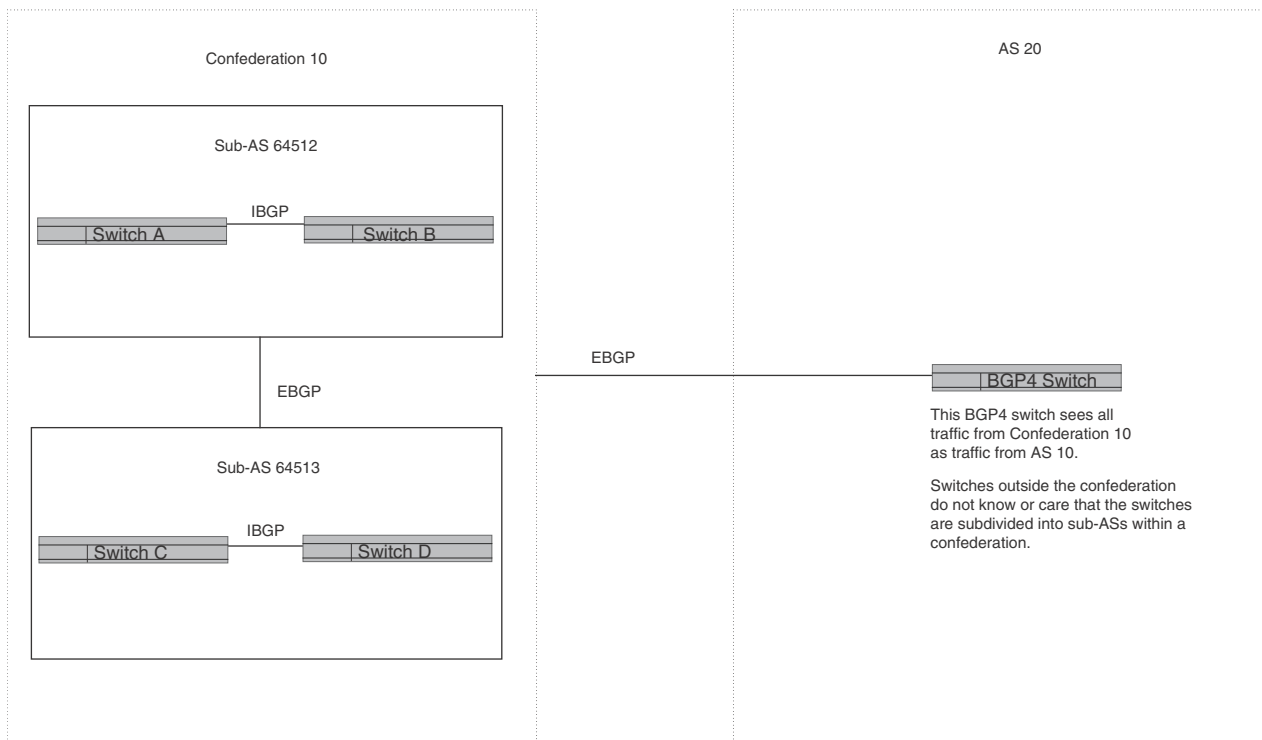 Confederation 10
AS 20
Sub-AS 64512
IBGP
Switch A
Switch B
EBGP
EBGP
BGP4 Switch
This BGP4 switch sees all
traffic from Confederation 10
as traffic from AS 10.
Switches outside the confederation
do not know or care that the switches
are subdivided into sub-ASs within a
confederation.
Sub-AS 64513
IBGP
Switch C
Switch D